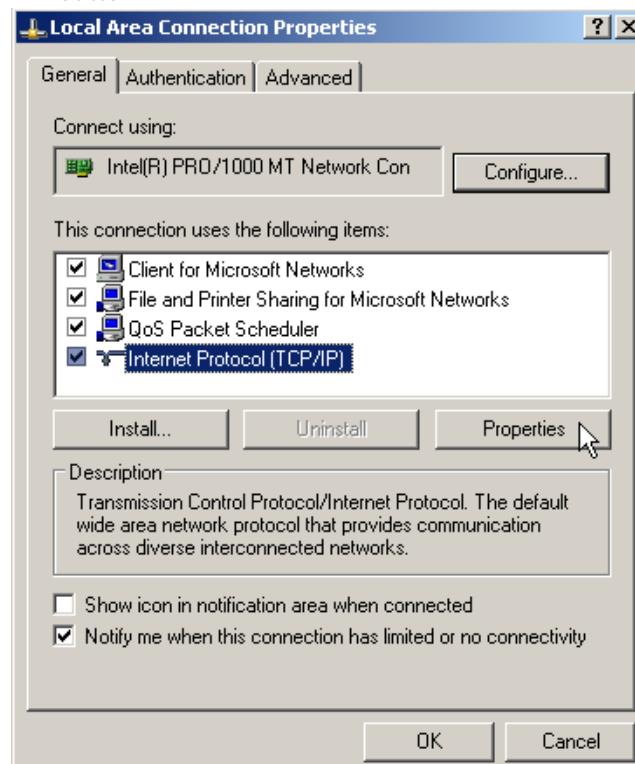 Local Area Connection Properties
General Authentication Advanced
Connect using:
Intel(R) PRO/1000 MT Network Con
Configure...
This connection uses the following items:
Client for Microsoft Networks
File and Printer Sharing for Microsoft Networks
QoS Packet Scheduler
Internet Protocol (TCP/IP)
Install... Uninstall Properties
Description
Transmission Control Protocol/Internet Protocol. The default
wide area network protocol that provides communication
across diverse interconnected networks.
Show icon in notification area when connected
Notify me when this connection has limited or no connectivity
OK Cancel